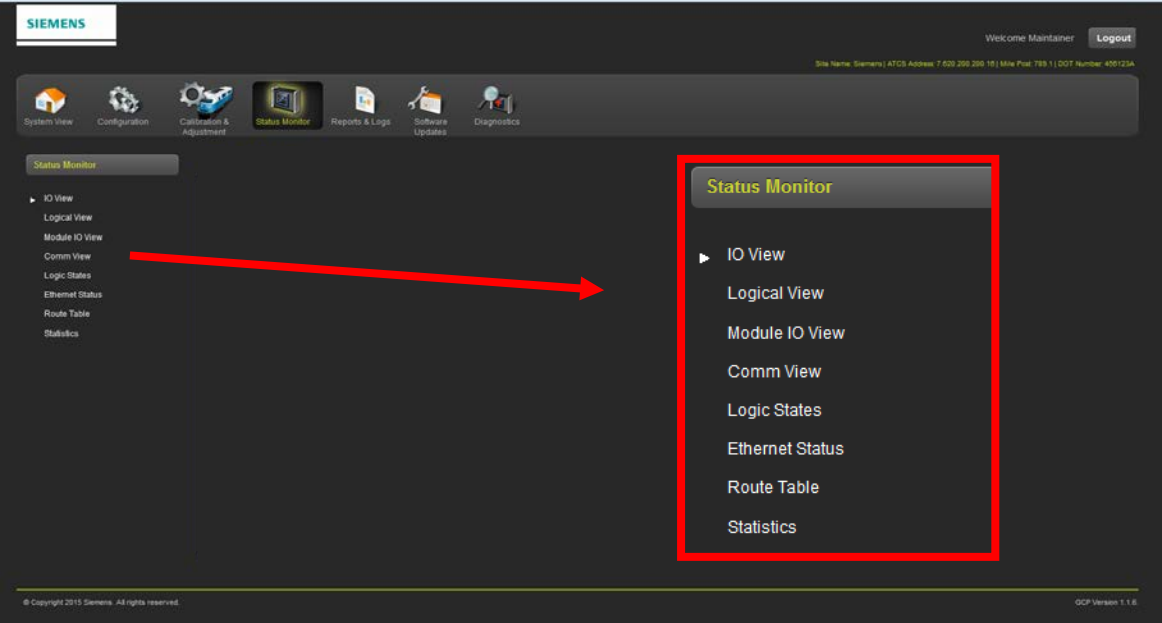 SIEMENS
Welcome Maintainer Logout
Site Name: Siemens | ATCS Address: 7.620.200.200.16 | Mile Post: 789.1 | DOT Number: 456123A
System View
Configuration
Calibration &
Adjustment
Status Monitor
Reports & Logs
Software
Updates
Diagnostics
Status Monitor
IO View
Logical View
Module IO View
Comm View
Logic States
Ethernet Status
Route Table
Statistics
Status Monitor
IO View
Logical View
Module IO View
Comm View
Logic States
Ethernet Status
Route Table
Statistics
© Copyright 2015 Siemens. All rights reserved.
GCP Version 1.1.6.